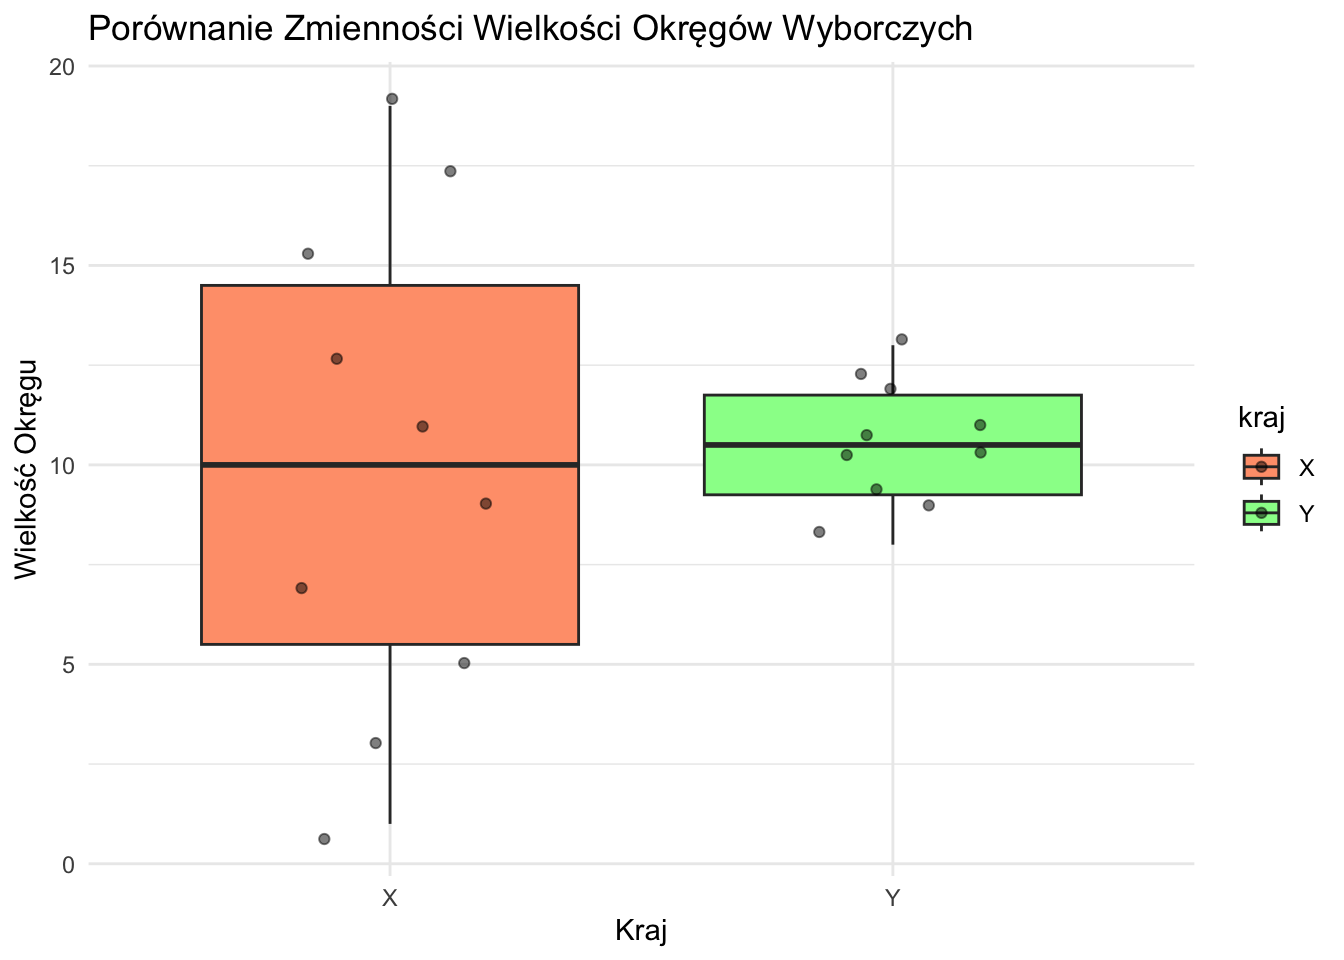 Porównanie Zmienności Wielkości Okręgów Wyborczych
20
15
10
5
0
Wielkość Okręgu
X
Y
Kraj
kraj
X
Y